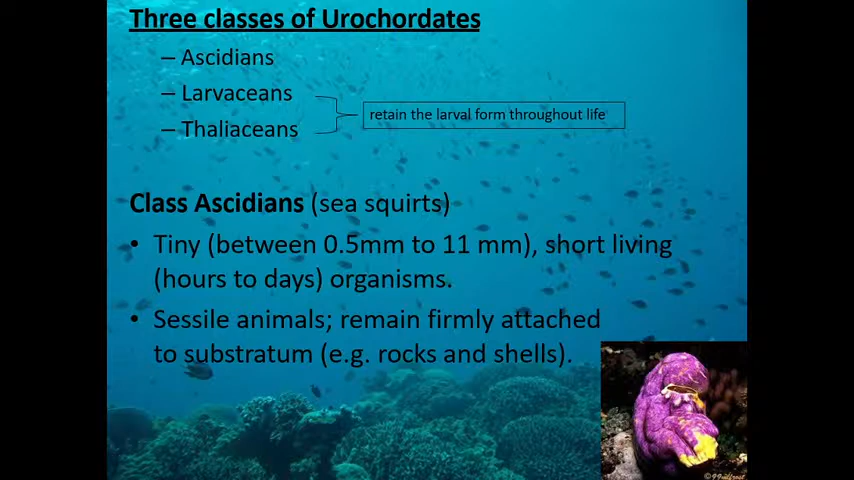 Three classes of Urochordates
– Ascidians
– Larvaceans
– Thaliaceans
retain the larval form throughout life
Class Ascidians (sea squirts)
• Tiny (between 0.5mm to 11 mm), short living
(hours to days) organisms.
• Sessile animals; remain firmly attached
to substratum (e.g. rocks and shells).